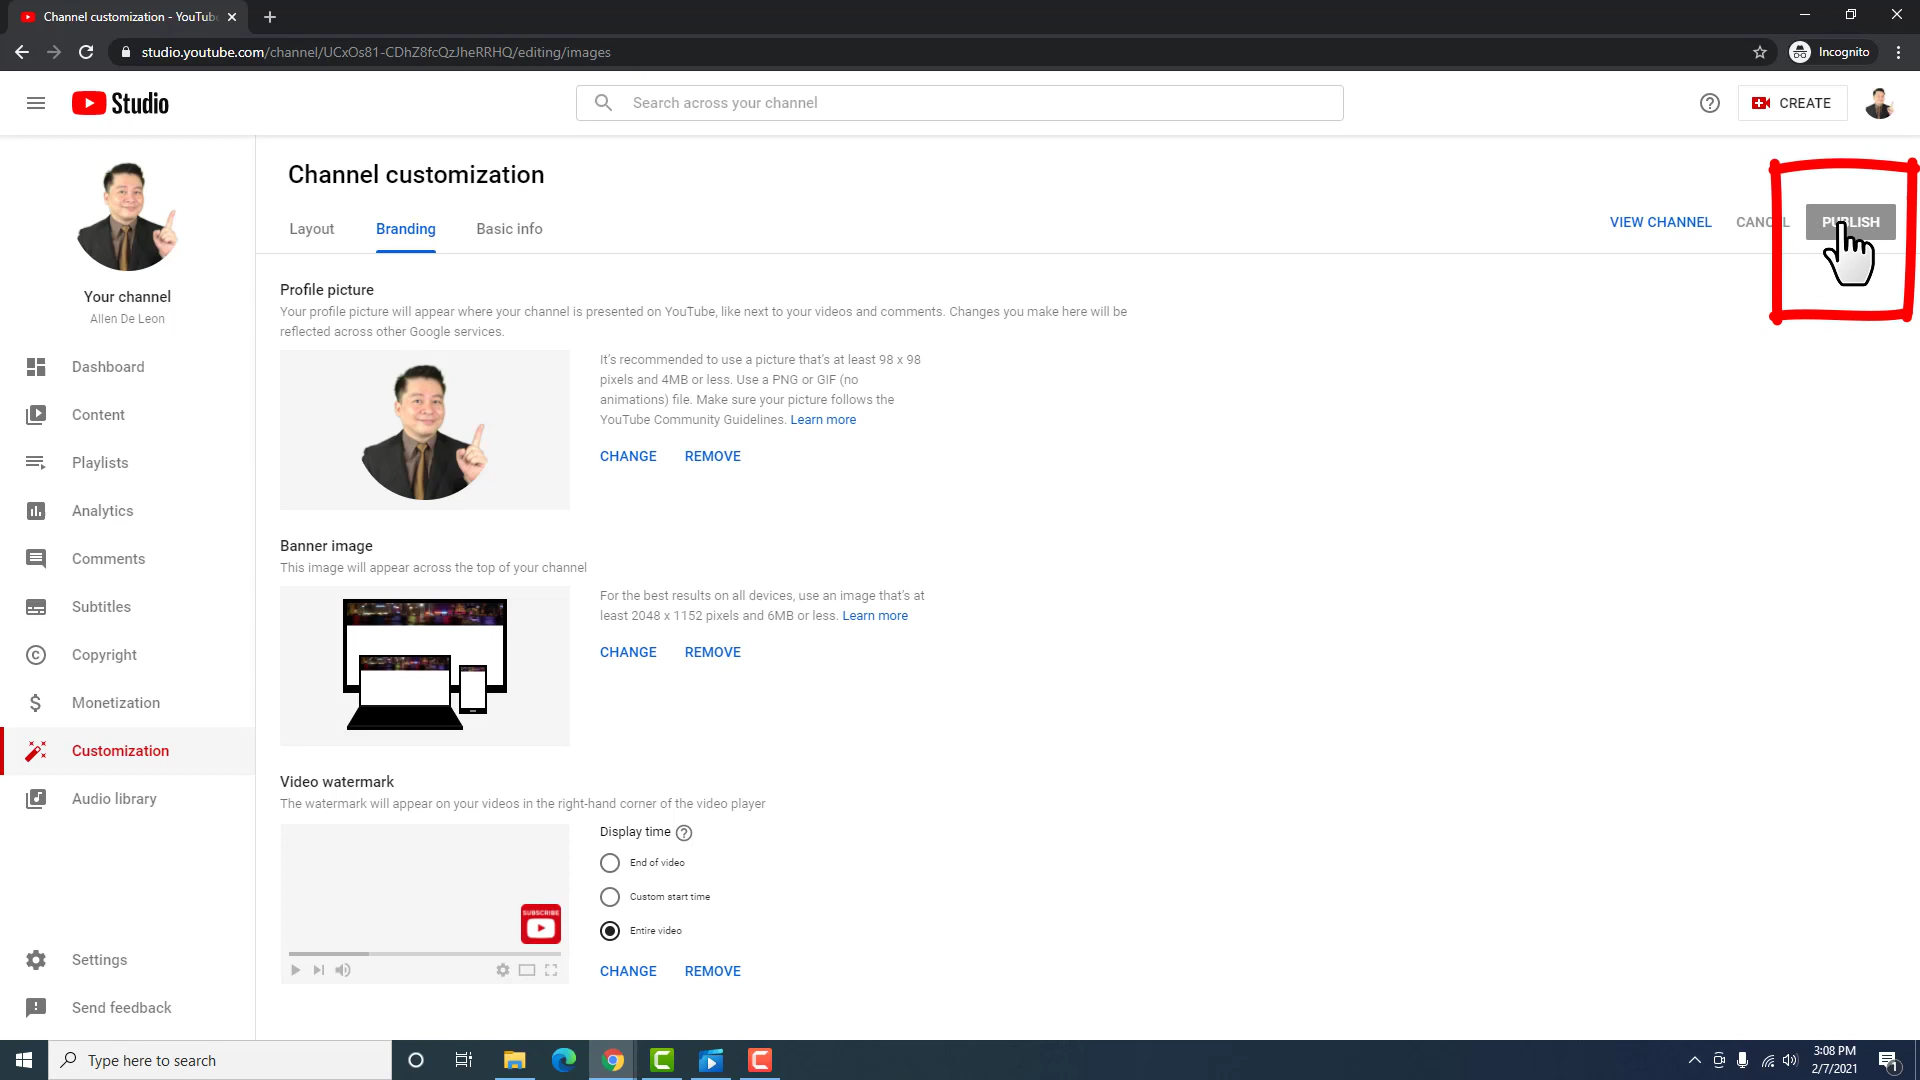 Channel customization - YouTub
studio.youtube.com/channel/UCxOs81-CDhZ8fcQzJheRRHQ/editing/images
Incognito
Studio
Search across your channel
CREATE
Channel customization
Layout
Branding
Basic info
VIEW CHANNEL
CANCEL
PUBLISH
Your channel
Allen De Leon
Dashboard
Content
Playlists
Analytics
Comments
Subtitles
Copyright
Monetization
Customization
Audio library
Settings
Send feedback
Profile picture
Your profile picture will appear where your channel is presented on YouTube, like next to your videos and comments. Changes you make here will be
reflected across other Google services.
It's recommended to use a picture that's at least 98 x 98
pixels and 4MB or less. Use a PNG or GIF (no
animations) file. Make sure your picture follows the
YouTube Community Guidelines. Learn more
CHANGE REMOVE
Banner image
This image will appear across the top of your channel
For the best results on all devices, use an image that's at
least 2048 x 1152 pixels and 6MB or less. Learn more
CHANGE REMOVE
Video watermark
The watermark will appear on your videos in the right-hand corner of the video player
SUBSCRIBE
Display time
End of video
Custom start time
Entire video
CHANGE REMOVE
Type here to search
3:08 PM
2/7/2021
1